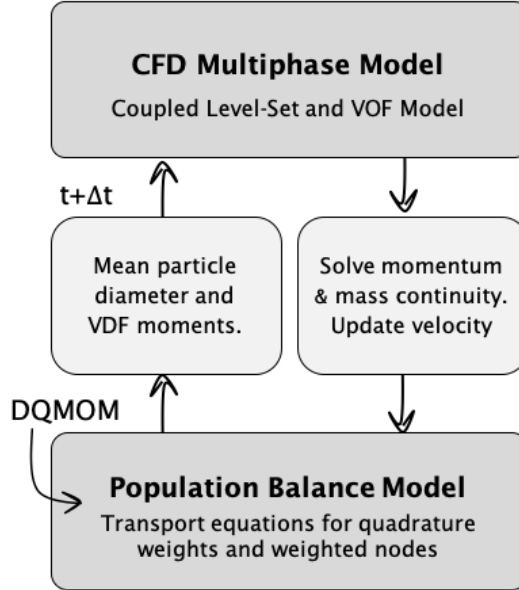 CFD Multiphase Model
Coupled Level-Set and VOF Model
t+Δt
Mean particle
diameter and
VDF moments.
Solve momentum
& mass continuity.
Update velocity
DQMOM
Population Balance Model
Transport equations for quadrature
weights and weighted nodes